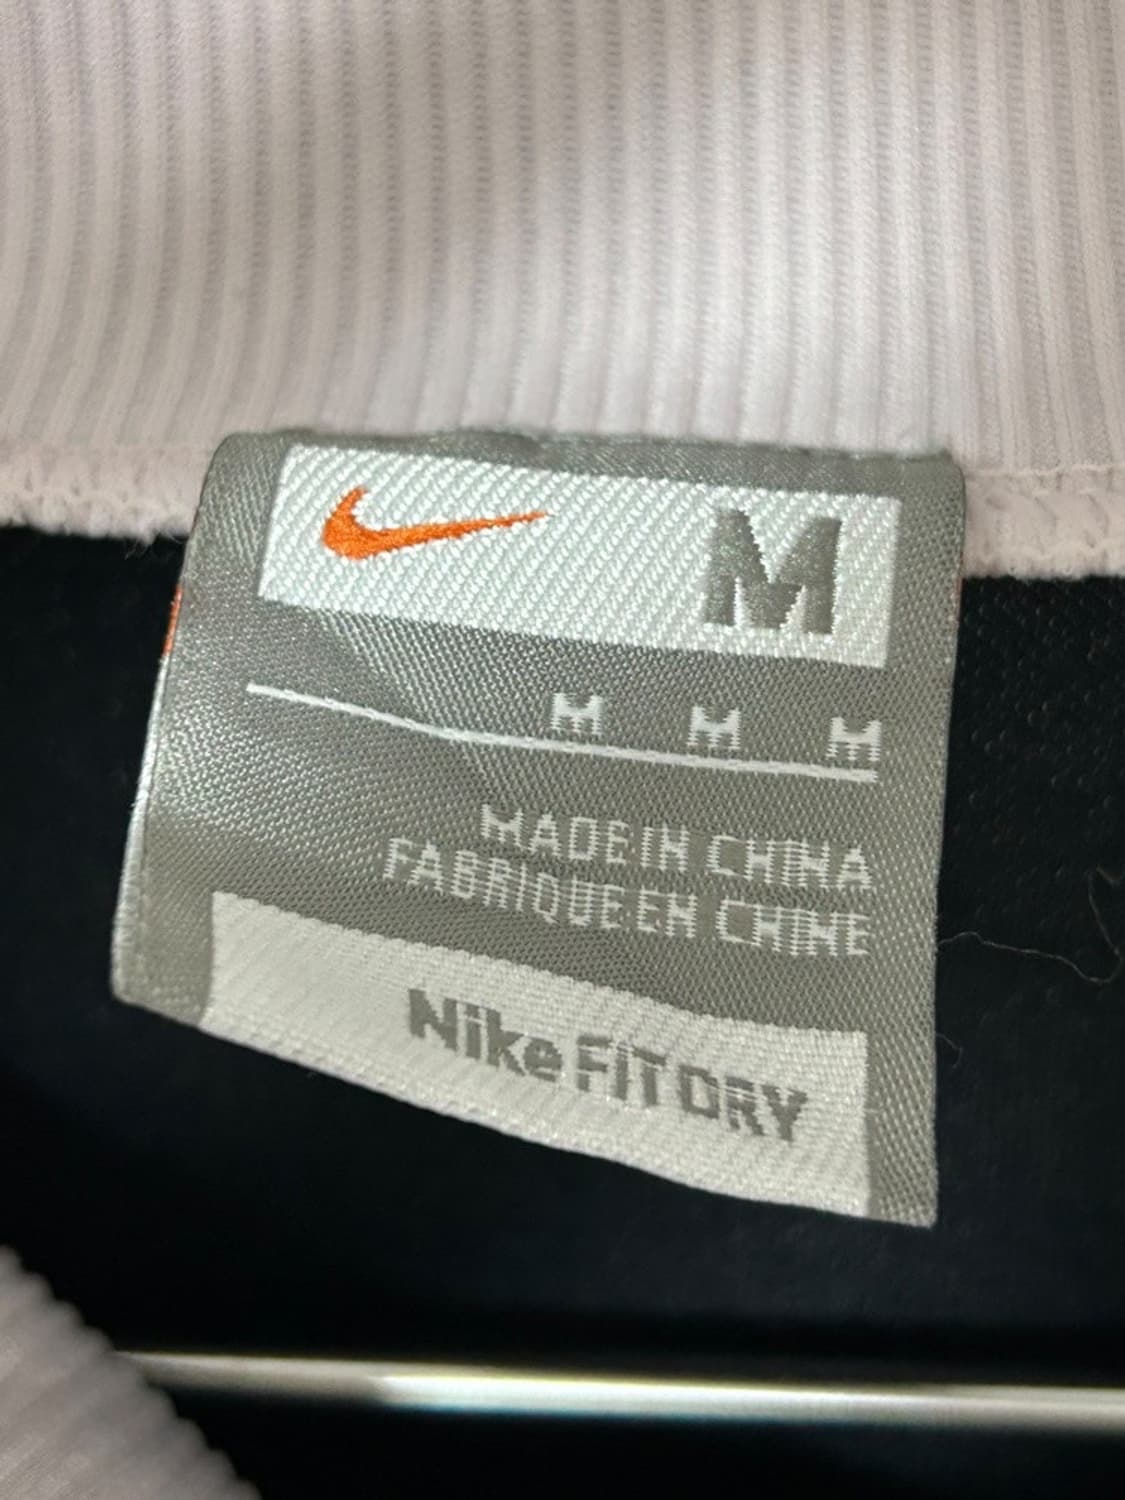 M
M M M
MADE IN CHINA
FABRIQUE EN CHINE
Nike FIT DRY